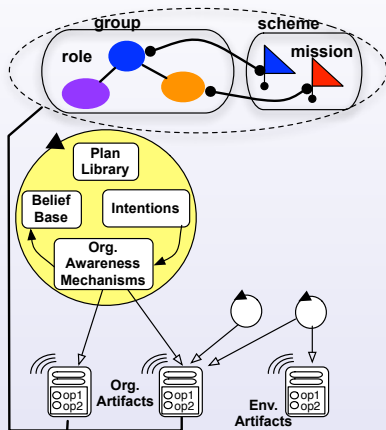 group
scheme
role
mission
Plan
Library
Belief
Base
Intentions
Org.
Awareness
Mechanisms
Org.
Artifacts
op1
op2
op1
op2
Env.
Artifacts
op1
op2